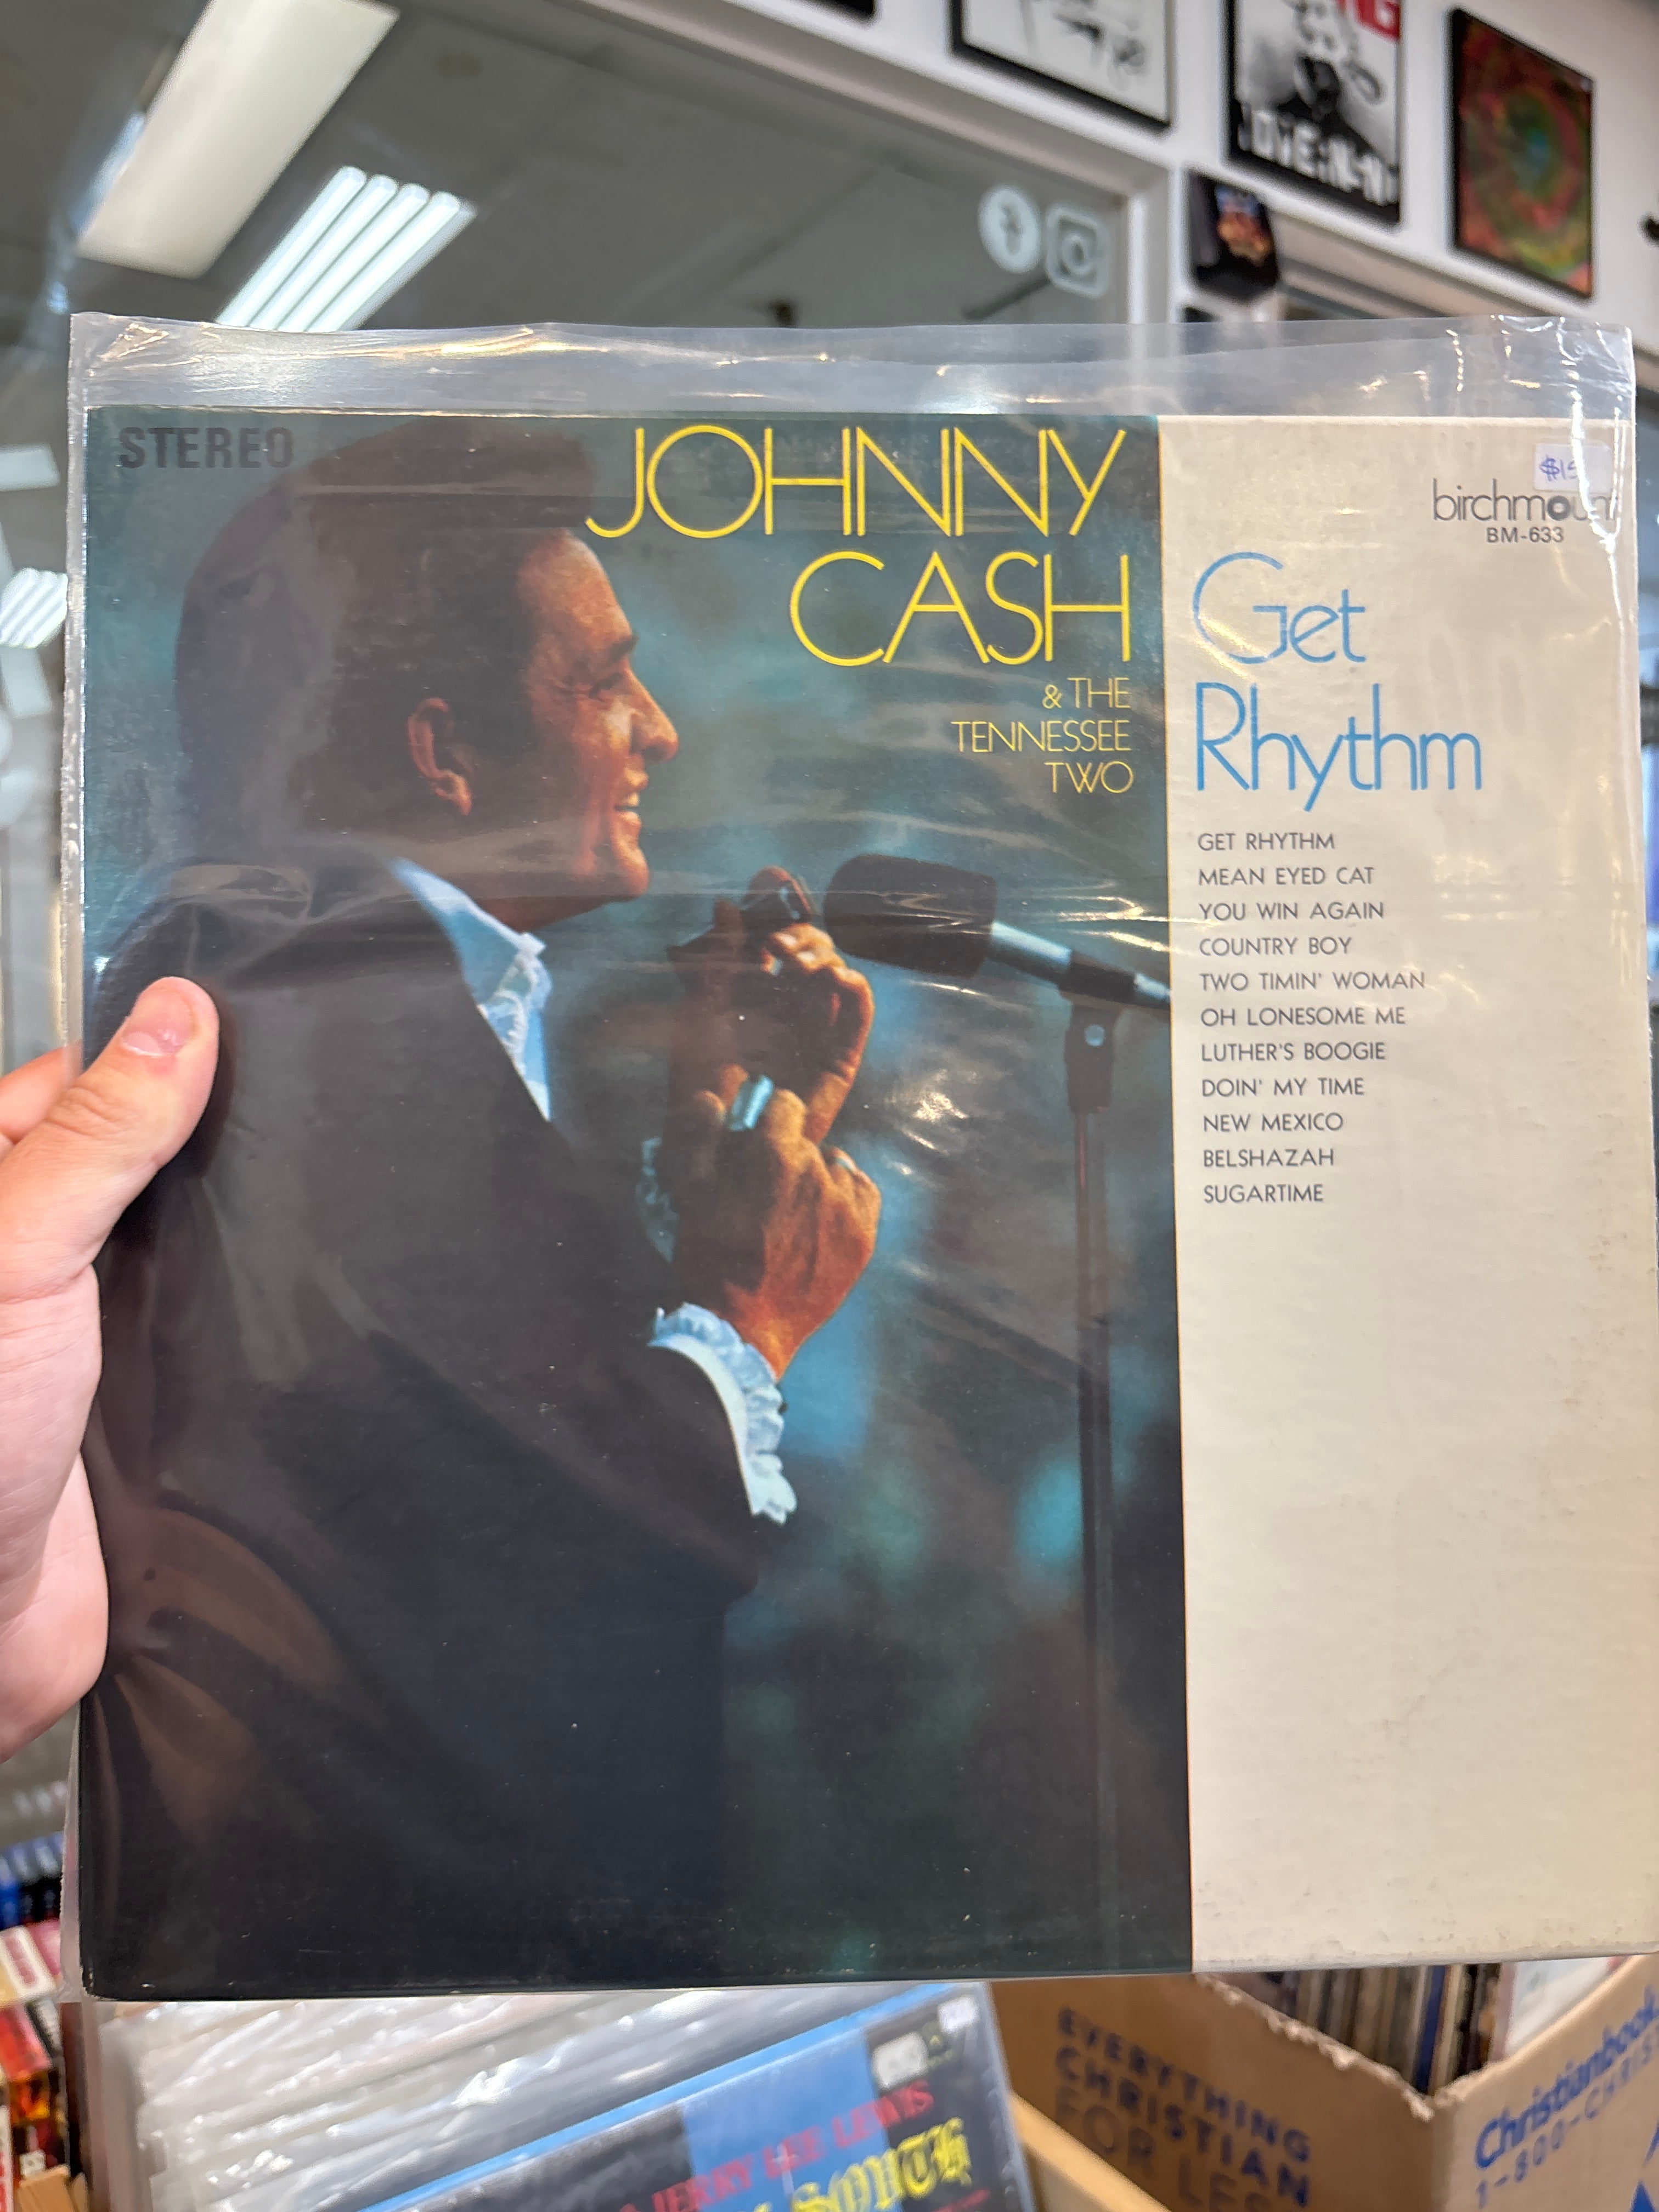 STEREO
JOHNNY
CASH
& THE
TENNESSEE
TWO
BM-633
Get
Rhythm
GET RHYTHM
MEAN EYED CAT
YOU WIN AGAIN
COUNTRY BOY
TWO TIMIN' WOMAN
OH LONESOME ME
LUTHER'S BOOGIE
DOIN' MY TIME
NEW MEXICO
BELSHAZAH
SUGARTIME
JERRY LEE LEWIS
EVERYTHING
CHRISTIAN
FOR